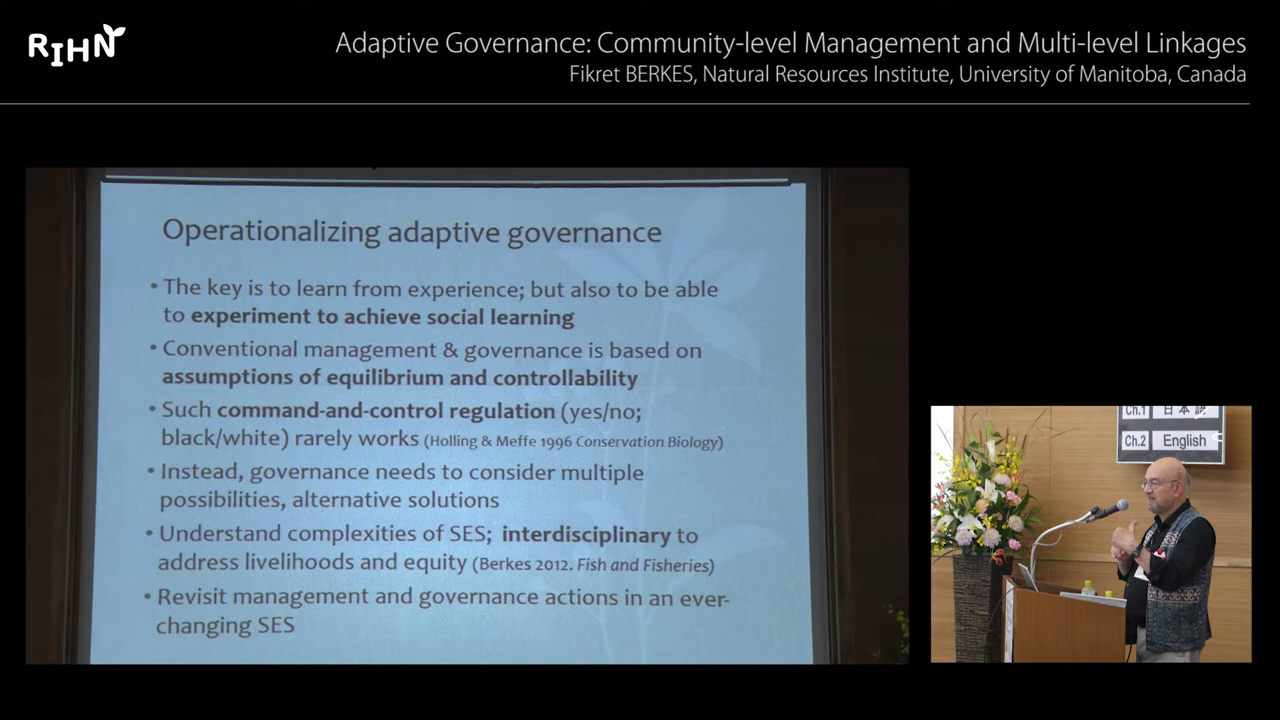 RIHN
Adaptive Governance: Community-level Management and Multi-level Linkages
Fikret BERKES, Natural Resources Institute, University of Manitoba, Canada
Operationalizing adaptive governance
• The key is to learn from experience; but also to be able
to experiment to achieve social learning
• Conventional management & governance is based on
assumptions of equilibrium and controllability
• Such command-and-control regulation (yes/no;
black/white) rarely works (Holling & Meffe 1996 Conservation Biology)
• Instead, governance needs to consider multiple
possibilities, alternative solutions
• Understand complexities of SES; interdisciplinary to
address livelihoods and equity (Berkes 2012. Fish and Fisheries)
• Revisit management and governance actions in an ever-
changing SES
Ch.1 日本語
Ch.2 English